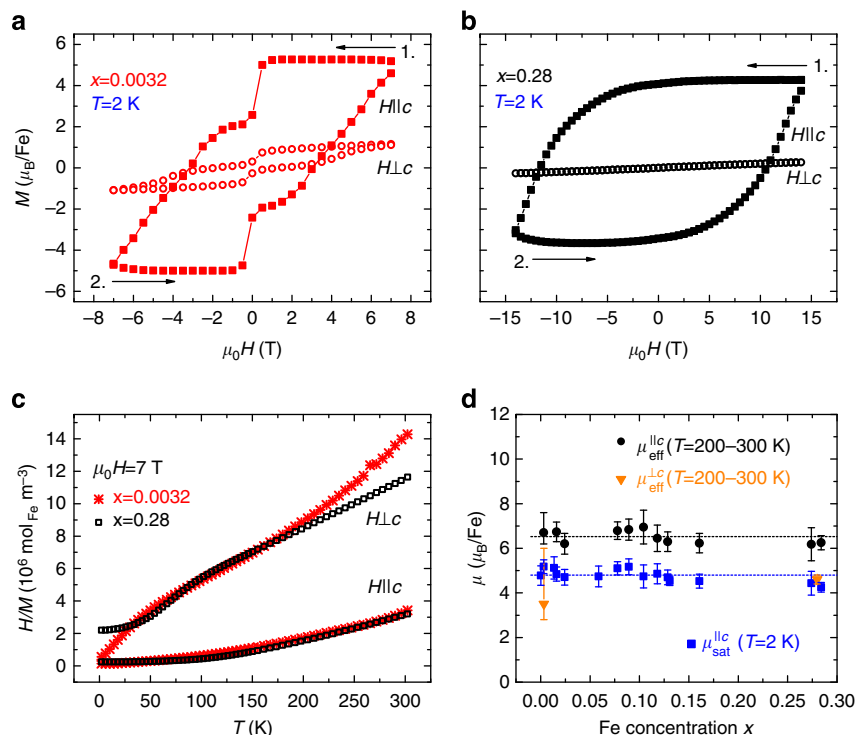 a
x=0.0032
T=2 K
1.
H||c
H⊥c
2.
M (μB/Fe)
6
4
2
0
−2
−4
−6
−8 −6 −4 −2 0 2 4 6 8
μ0H (T)
b
x=0.28
T=2 K
1.
H||c
H⊥c
2.
−15 −10 −5 0 5 10 15
μ0H (T)
c
μ0H=7 T
x=0.0032
x=0.28
H⊥c
H||c
H/M (10⁶ molFe m⁻³)
14
12
10
8
6
4
2
0
0 50 100 150 200 250 300
T (K)
d
μeff||c (T=200–300 K)
μeff⊥c (T=200–300 K)
μsat||c (T=2 K)
μ (μB/Fe)
12
10
8
6
4
2
0
0.00 0.05 0.10 0.15 0.20 0.25 0.30
Fe concentration x